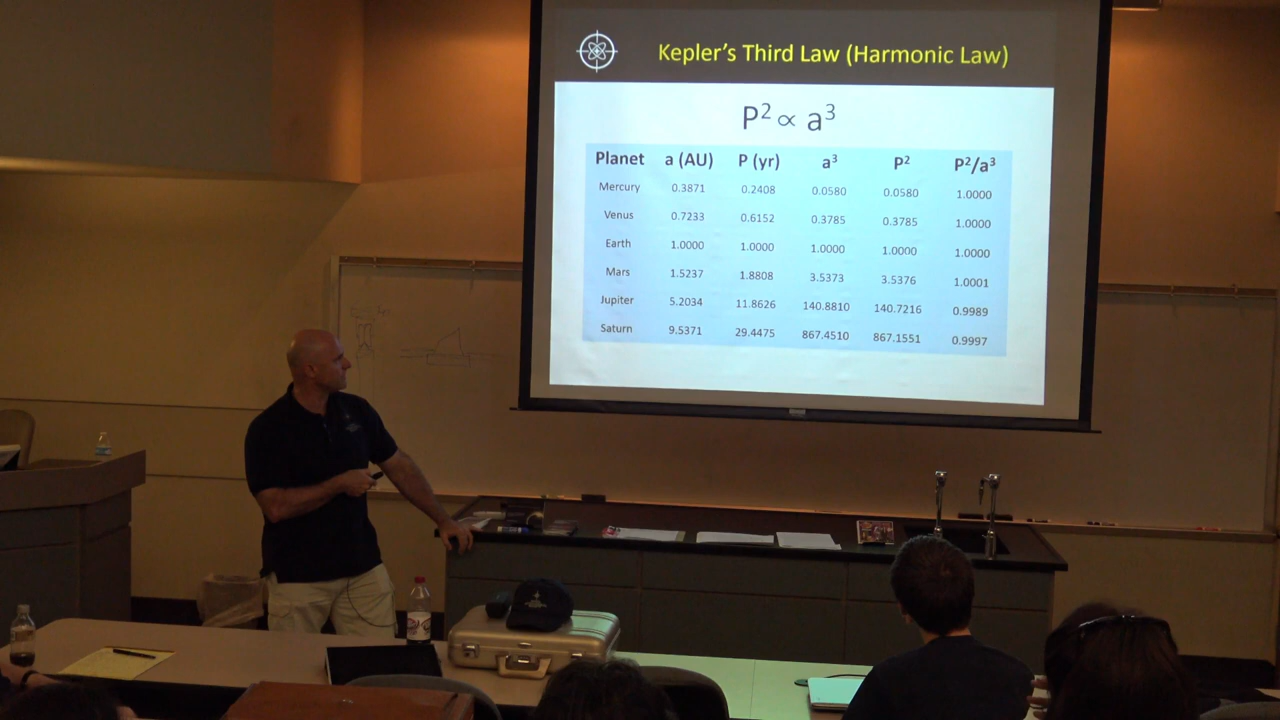 Kepler's Third Law (Harmonic Law)
P² ∝ a³
Planet a (AU) P (yr) a³ P² P²/a³
Mercury 0.3871 0.2408 0.0580 0.0580 1.0000
Venus 0.7233 0.6152 0.3785 0.3785 1.0000
Earth 1.0000 1.0000 1.0000 1.0000 1.0000
Mars 1.5237 1.8808 3.5373 3.5376 1.0001
Jupiter 5.2034 11.8626 140.8810 140.7216 0.9989
Saturn 9.5371 29.4475 867.4510 867.1551 0.9997